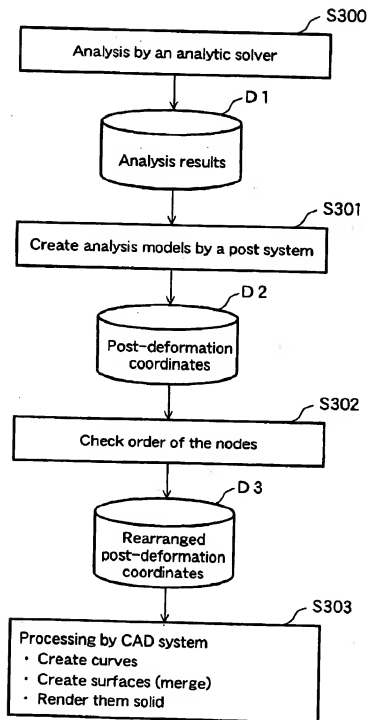 S300
Analysis by an analytic solver
D1
Analysis results
S301
Create analysis models by a post system
D2
Post-deformation
coordinates
S302
Check order of the nodes
D3
Rearranged
post-deformation
coordinates
S303
Processing by CAD system
· Create curves
· Create surfaces (merge)
· Render them solid